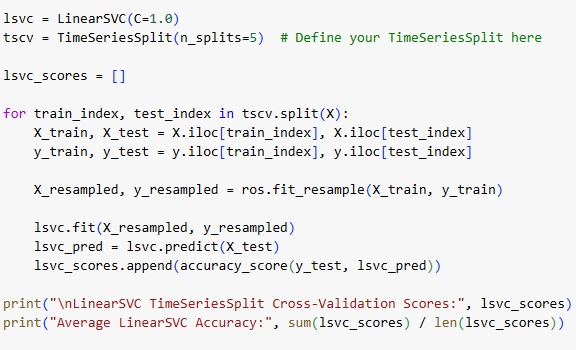 lsvc = LinearSVC(C=1.0)
tscv = TimeSeriesSplit(n_splits=5)  # Define your TimeSeriesSplit here

lsvc_scores = []

for train_index, test_index in tscv.split(X):
    X_train, X_test = X.iloc[train_index], X.iloc[test_index]
    y_train, y_test = y.iloc[train_index], y.iloc[test_index]

    X_resampled, y_resampled = ros.fit_resample(X_train, y_train)

    lsvc.fit(X_resampled, y_resampled)
    lsvc_pred = lsvc.predict(X_test)
    lsvc_scores.append(accuracy_score(y_test, lsvc_pred))

print("\nLinearSVC TimeSeriesSplit Cross-Validation Scores:", lsvc_scores)
print("Average LinearSVC Accuracy:", sum(lsvc_scores) / len(lsvc_scores))